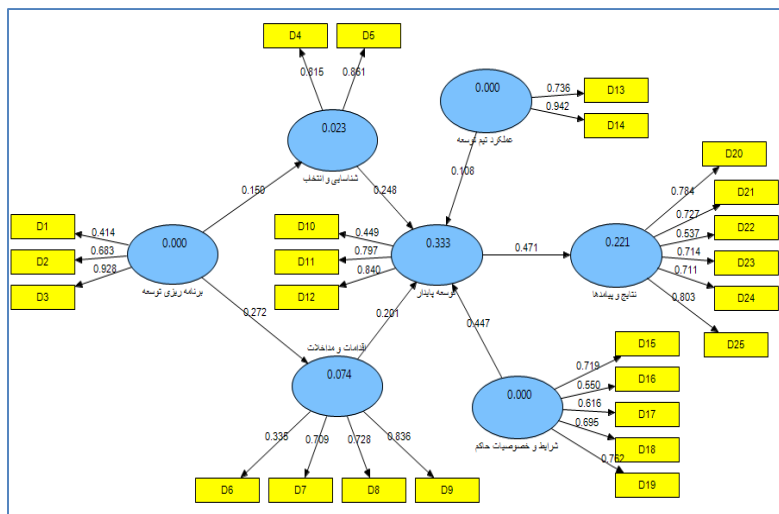 D4
D5
0.815
0.861
0.023
شناسایی و انتخاب
0.000
عملکرد تیم توسعه
0.736
0.942
D13
D14
0.150
0.248
0.108
D1
D2
D3
0.414
0.683
0.928
0.000
برنامه ریزی توسعه
D10
D11
D12
0.449
0.797
0.840
0.333
توسعه پایدار
0.471
0.221
نتایج و پیامدها
0.784
0.727
0.537
0.714
0.711
0.803
D20
D21
D22
D23
D24
D25
0.272
0.201
0.447
اقدامات و مداخلات
0.074
0.335
0.709
0.728
0.836
D6
D7
D8
D9
0.000
شرایط و خصوصیات حاکم
0.719
0.550
0.616
0.695
0.762
D15
D16
D17
D18
D19